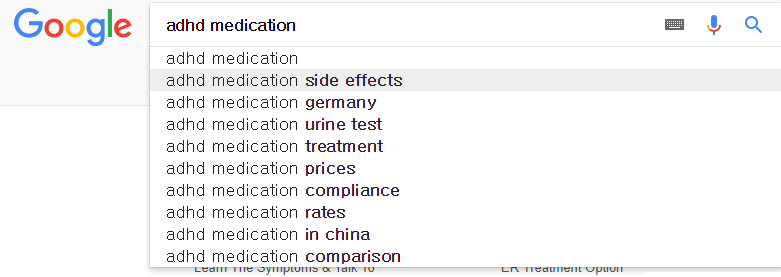 Google
adhd medication
adhd medication
adhd medication side effects
adhd medication germany
adhd medication urine test
adhd medication treatment
adhd medication prices
adhd medication compliance
adhd medication rates
adhd medication in china
adhd medication comparison
Learn The Symptoms & Talk To
ER Treatment Option